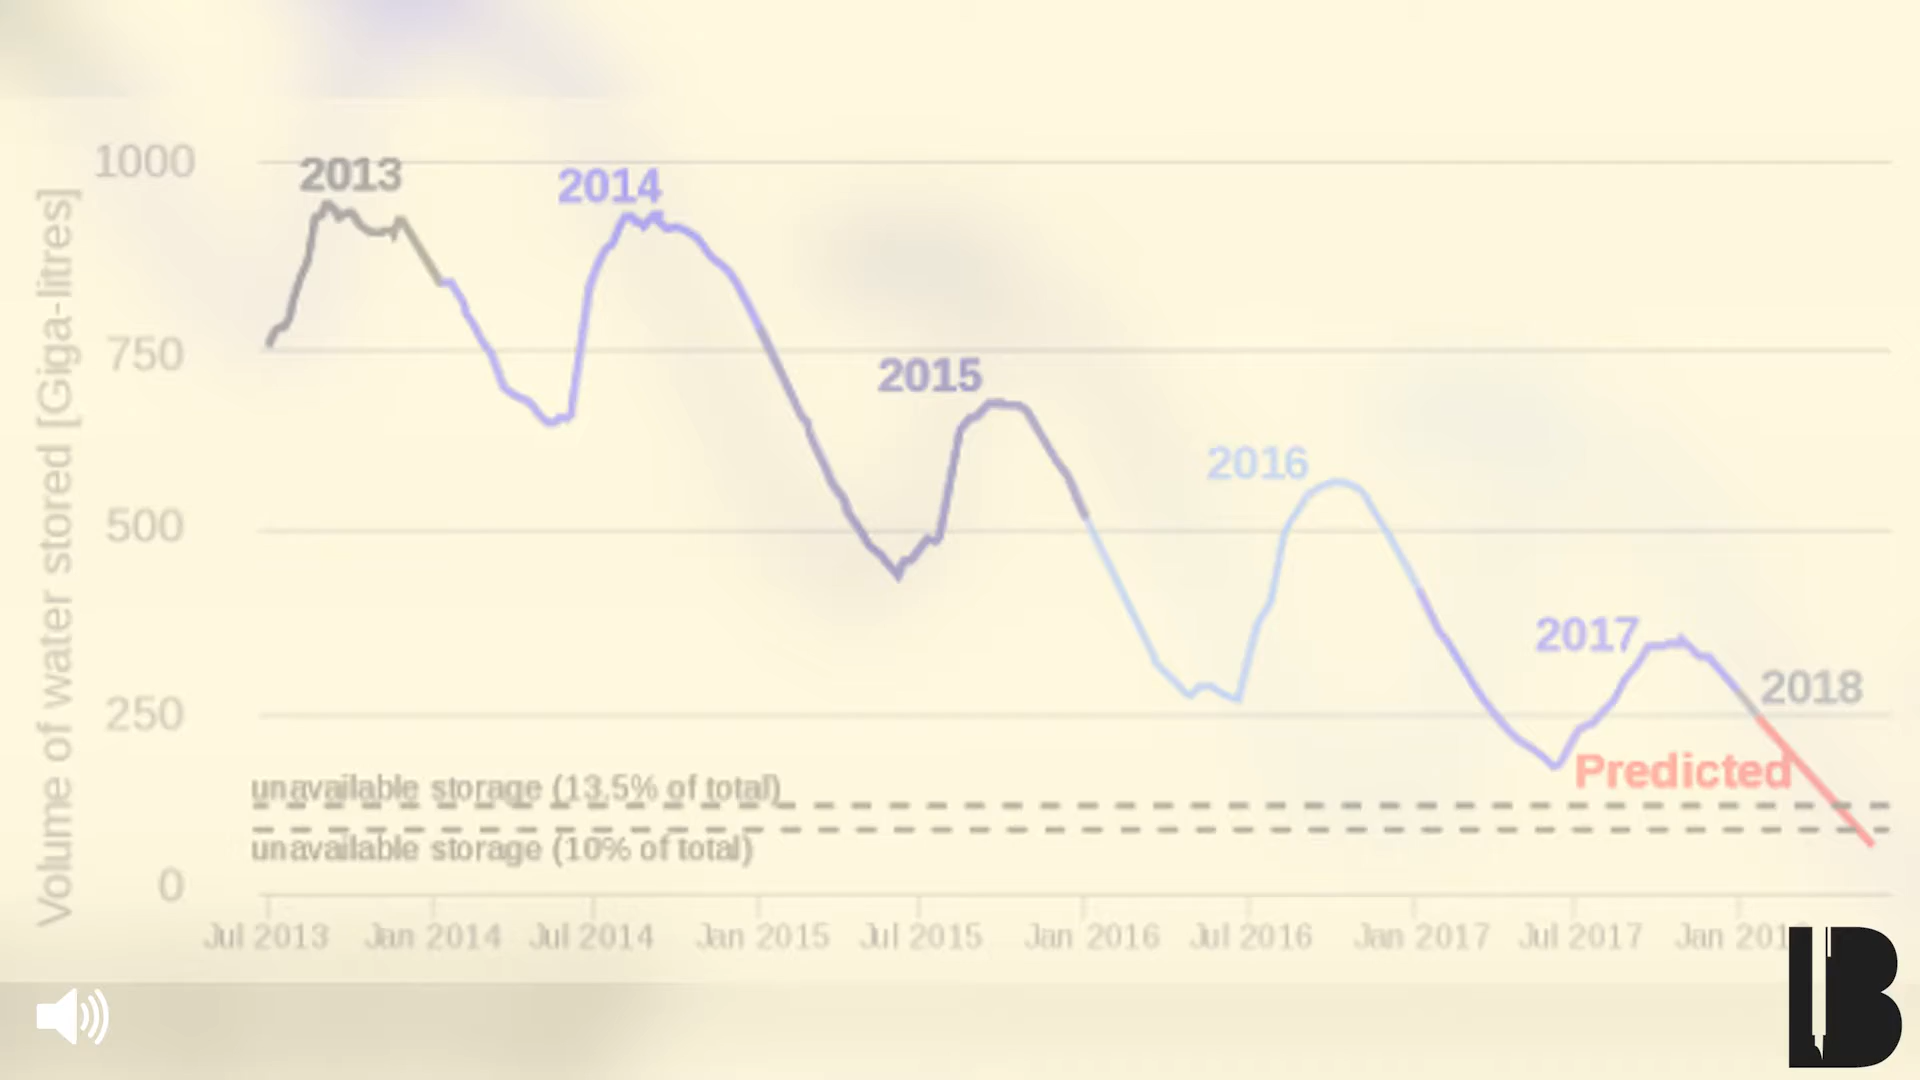 1000
2013
2014
Volume of water stored [Giga-litres]
750
2015
2016
500
2017
2018
250
Predicted
unavailable storage (13.5% of total)
unavailable storage (10% of total)
0
Jul 2013 Jan 2014 Jul 2014 Jan 2015 Jul 2015 Jan 2016 Jul 2016 Jan 2017 Jul 2017 Jan
B